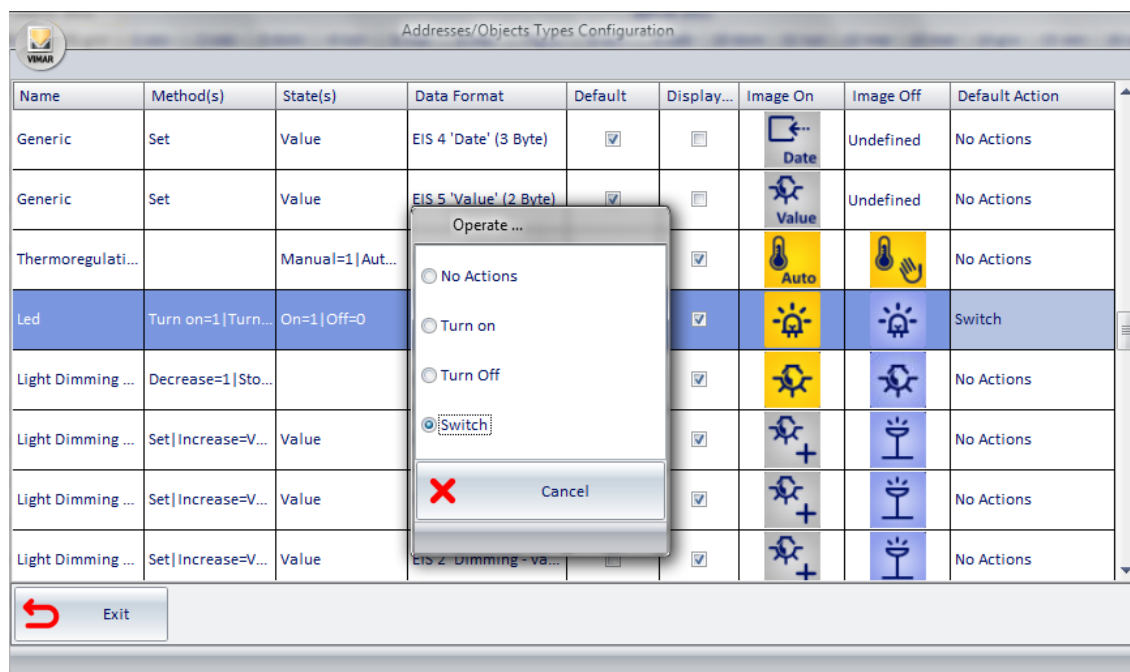 Addresses/Objects Types Configuration
VIMAR
Name Method(s) State(s) Data Format Default Display... Image On Image Off Default Action
Generic Set Value EIS 4 'Date' (3 Byte) Date Undefined No Actions
Generic Set Value EIS 5 'Value' (2 Byte) Value Undefined No Actions
Operate ...
Thermoregulati... Manual=1|Aut... Auto No Actions
No Actions
Led Turn on=1|Turn... On=1|Off=0 Switch
Turn on
Light Dimming ... Decrease=1|Sto... No Actions
Turn Off
Light Dimming ... Set|Increase=V... Value No Actions
Switch
Light Dimming ... Set|Increase=V... Value No Actions
Cancel
Light Dimming ... Set|Increase=V... Value EIS 2 'Dimming - va... No Actions
Exit